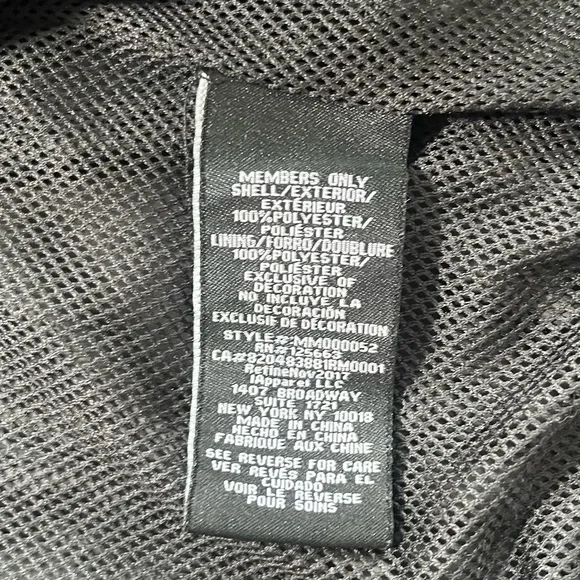 MEMBERS ONLY
SHELL/EXTERIOR/
EXTÉRIEUR
100%POLYESTER/
POLIÉSTER
LINING/FORRO/DOUBLURE
100%POLYESTER/
POLIÉSTER
EXCLUSIVE OF
DECORATION
NO INCLUYE LA
DECORACIÓN
EXCLUSIF DE DÉCORATION
STYLE#:MM000052
RN#125663
CA#820483881RM0001
RetineNov2017
IApparel LLC
1407 BROADWAY
SUITE 1721
NEW YORK NY 10018
MADE IN CHINA
HECHO EN CHINA
FABRIQUE AUX CHINE
SEE REVERSE FOR CARE
VER REVÉS PARA EL
CUIDADO
VOIR LE REVERSE
POUR SOINS